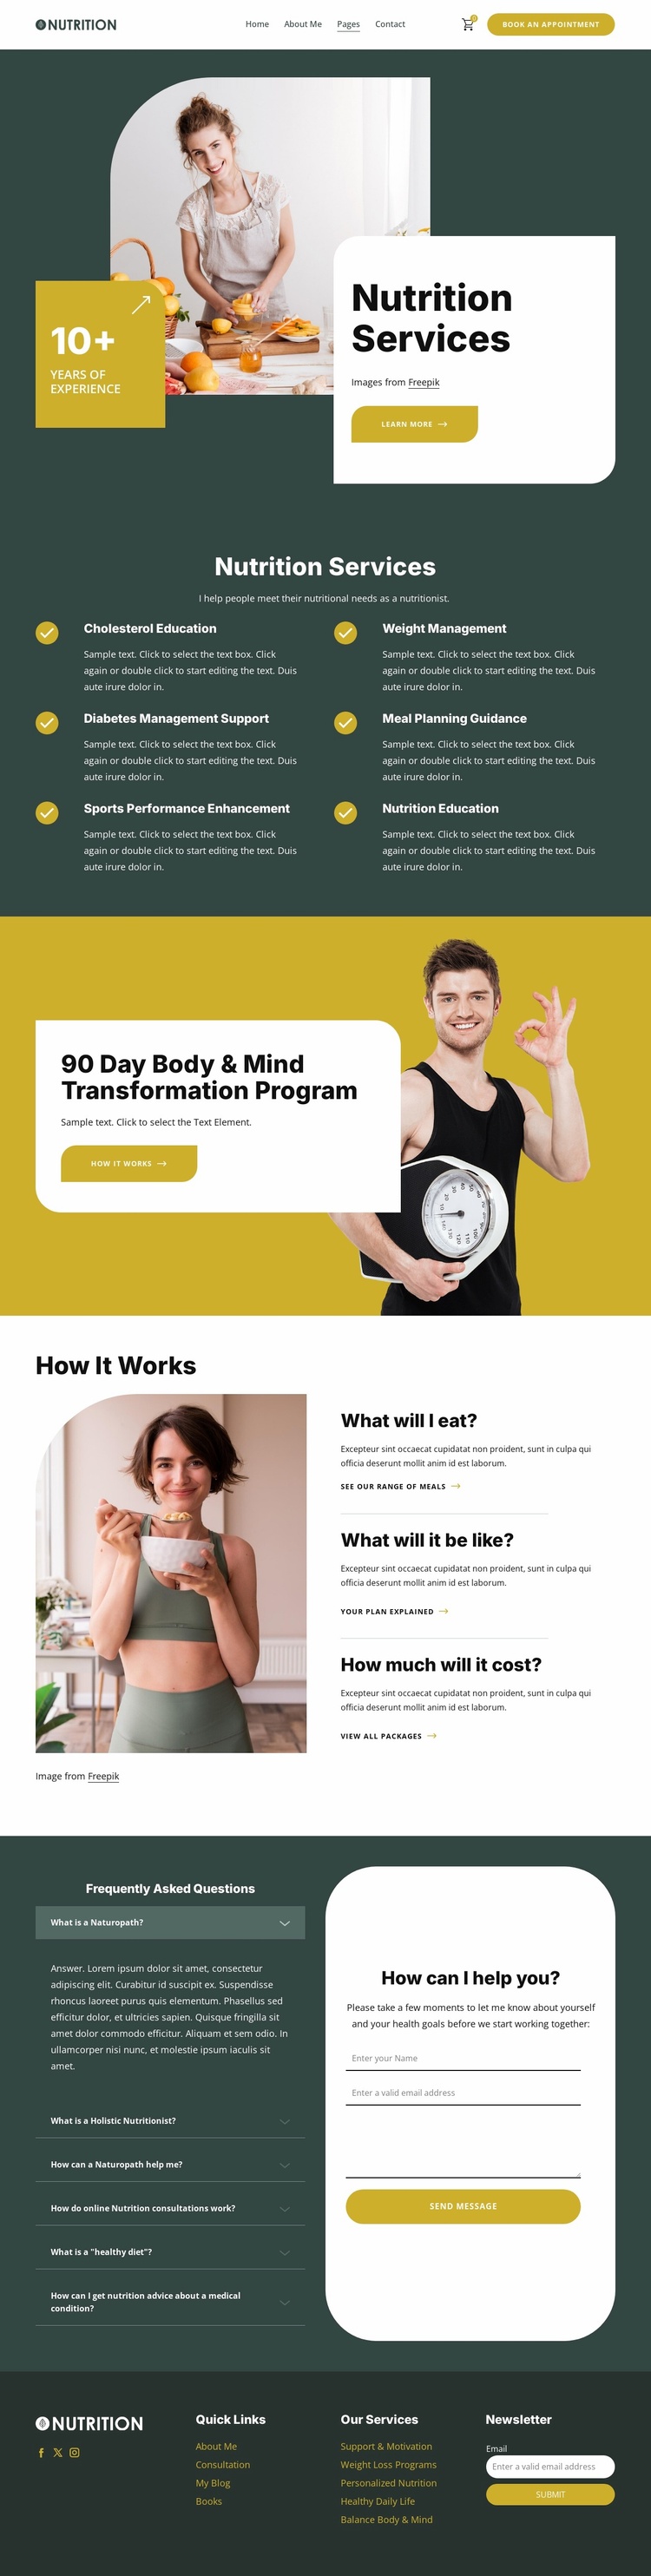 NUTRITION
Home About Me Pages Contact
0
BOOK AN APPOINTMENT
10+
YEARS OF
EXPERIENCE
Nutrition
Services
Images from Freepik
LEARN MORE
Nutrition Services
I help people meet their nutritional needs as a nutritionist.
Cholesterol Education
Sample text. Click to select the text box. Click
again or double click to start editing the text. Duis
aute irure dolor in.
Weight Management
Sample text. Click to select the text box. Click
again or double click to start editing the text. Duis
aute irure dolor in.
Diabetes Management Support
Sample text. Click to select the text box. Click
again or double click to start editing the text. Duis
aute irure dolor in.
Meal Planning Guidance
Sample text. Click to select the text box. Click
again or double click to start editing the text. Duis
aute irure dolor in.
Sports Performance Enhancement
Sample text. Click to select the text box. Click
again or double click to start editing the text. Duis
aute irure dolor in.
Nutrition Education
Sample text. Click to select the text box. Click
again or double click to start editing the text. Duis
aute irure dolor in.
90 Day Body & Mind
Transformation Program
Sample text. Click to select the Text Element.
HOW IT WORKS
How It Works
What will I eat?
Excepteur sint occaecat cupidatat non proident, sunt in culpa qui
officia deserunt mollit anim id est laborum.
SEE OUR RANGE OF MEALS
What will it be like?
Excepteur sint occaecat cupidatat non proident, sunt in culpa qui
officia deserunt mollit anim id est laborum.
YOUR PLAN EXPLAINED
How much will it cost?
Excepteur sint occaecat cupidatat non proident, sunt in culpa qui
officia deserunt mollit anim id est laborum.
VIEW ALL PACKAGES
Image from Freepik
Frequently Asked Questions
What is a Naturopath?
Answer. Lorem ipsum dolor sit amet, consectetur
adipiscing elit. Curabitur id suscipit ex. Suspendisse
rhoncus laoreet purus quis elementum. Phasellus sed
efficitur dolor, et ultricies sapien. Quisque fringilla sit
amet dolor commodo efficitur. Aliquam et sem odio. In
ullamcorper nisi nunc, et molestie ipsum iaculis sit
amet.
What is a Holistic Nutritionist?
How can a Naturopath help me?
How do online Nutrition consultations work?
What is a "healthy diet"?
How can I get nutrition advice about a medical
condition?
How can I help you?
Please take a few moments to let me know about yourself
and your health goals before we start working together:
Enter your Name
Enter a valid email address
SEND MESSAGE
NUTRITION
Quick Links
About Me
Consultation
My Blog
Books
Our Services
Support & Motivation
Weight Loss Programs
Personalized Nutrition
Healthy Daily Life
Balance Body & Mind
Newsletter
Email
Enter a valid email address
SUBMIT